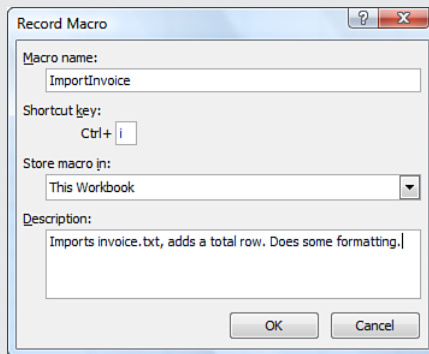 Record Macro
Macro name:
ImportInvoice
Shortcut key:
Ctrl+ i
Store macro in:
This Workbook
Description:
Imports invoice.txt, adds a total row. Does some formatting.
OK Cancel